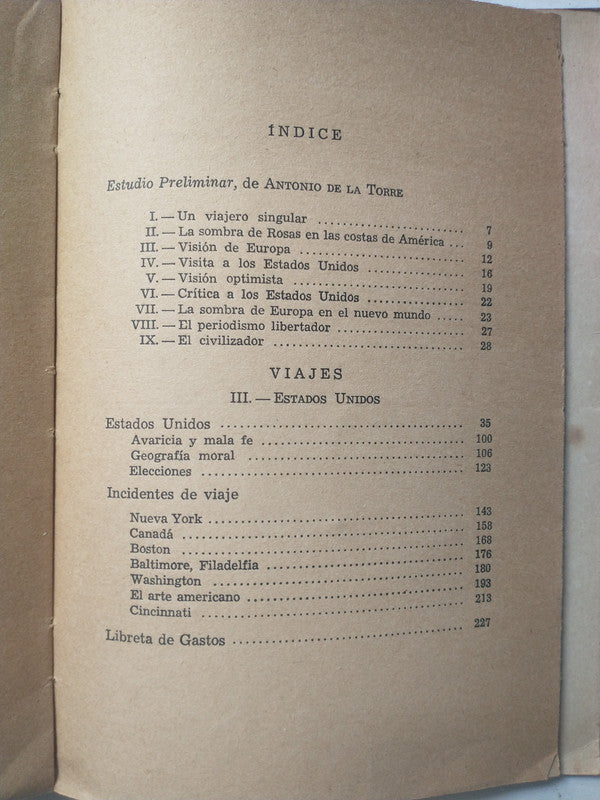 ÍNDICE
Estudio Preliminar, de ANTONIO DE LA TORRE
I. — Un viajero singular .......... 7
II. — La sombra de Rosas en las costas de América ... 9
III. — Visión de Europa .......... 12
IV. — Visita a los Estados Unidos .......... 16
V. — Visión optimista .......... 19
VI. — Crítica a los Estados Unidos .......... 22
VII. — La sombra de Europa en el nuevo mundo ..... 23
VIII. — El periodismo libertador .......... 27
IX. — El civilizador .......... 28
VIAJES
III. — ESTADOS UNIDOS
Estados Unidos .......... 35
Avaricia y mala fe .......... 100
Geografía moral .......... 106
Elecciones .......... 123
Incidentes de viaje
Nueva York .......... 143
Canadá .......... 158
Boston .......... 168
Baltimore, Filadelfia .......... 176
Washington .......... 180
El arte americano .......... 193
Cincinnati .......... 213
Libreta de Gastos .......... 227